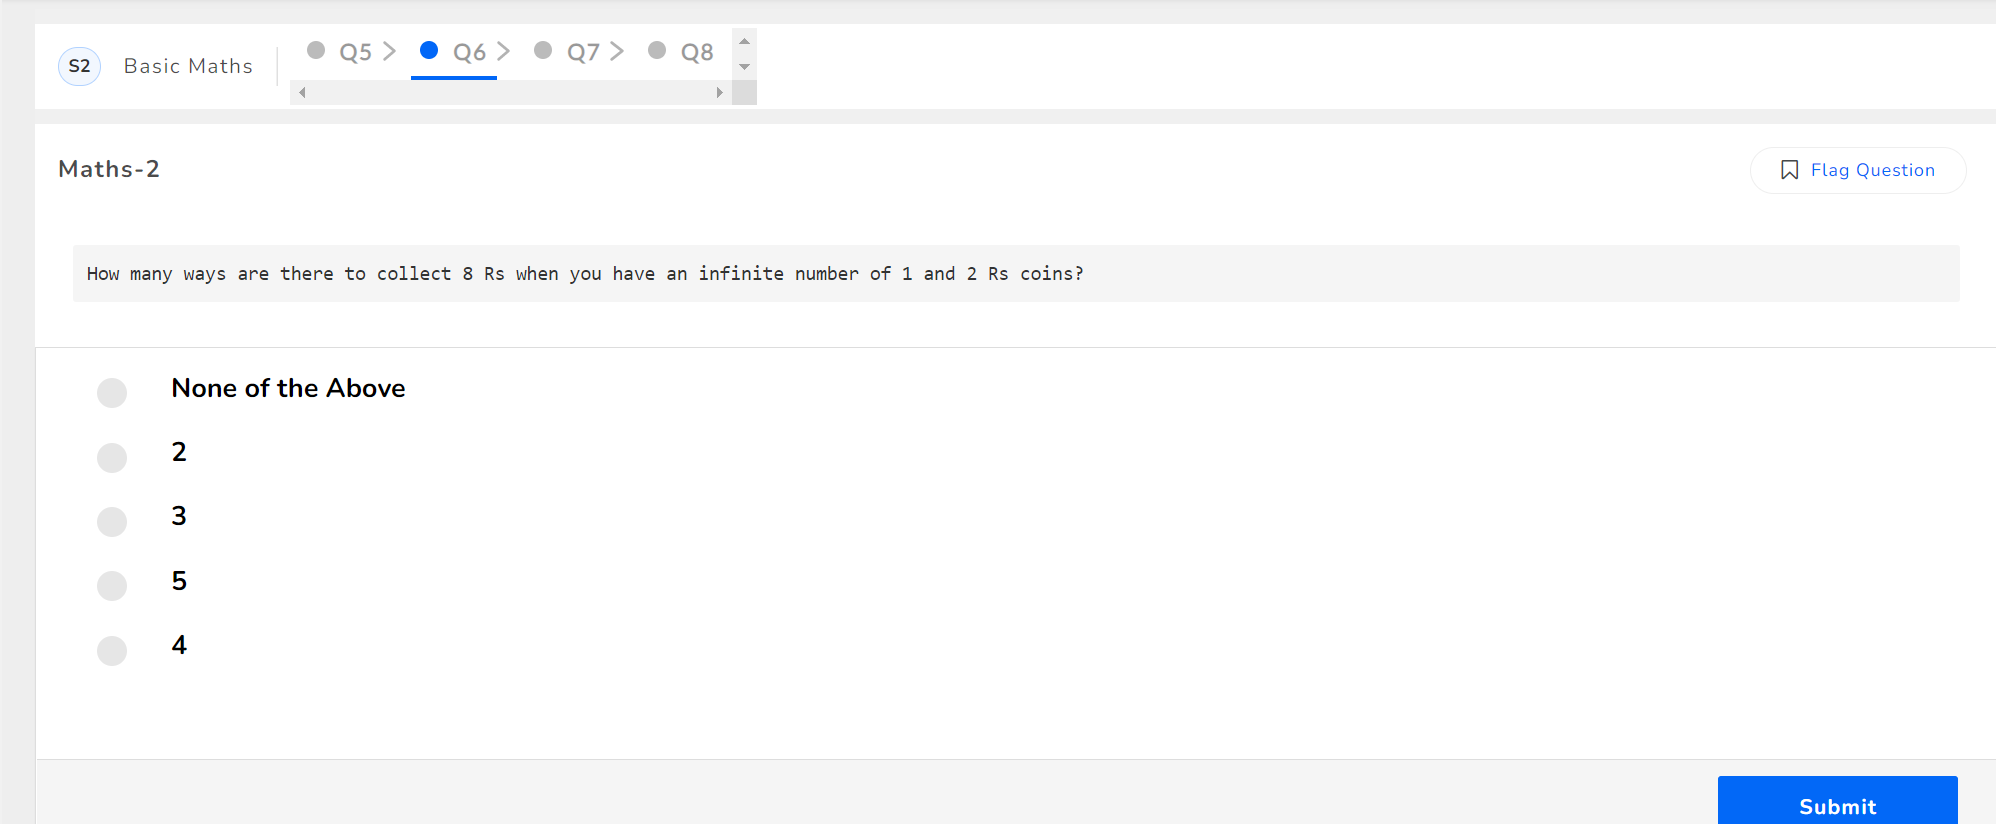 S2 Basic Maths Q5 Q6 Q7 Q8
Maths-2
Flag Question
How many ways are there to collect 8 Rs when you have an infinite number of 1 and 2 Rs coins?
None of the Above
2
3
5
4
Submit